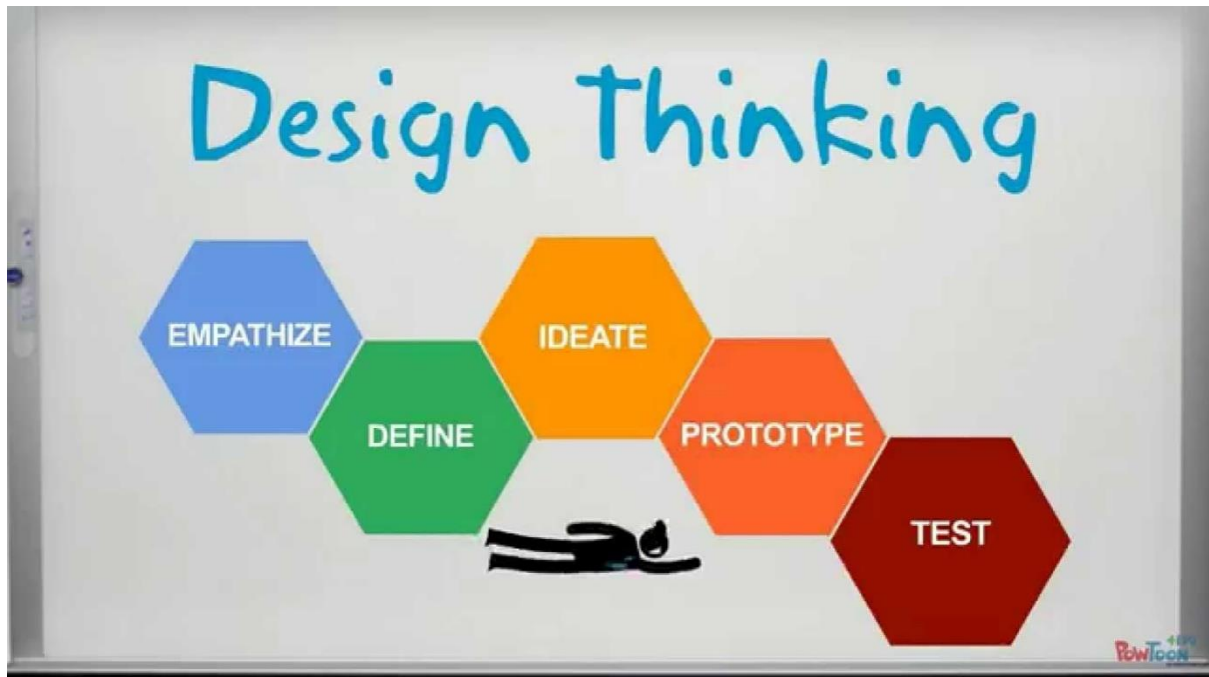 Design Thinking
EMPATHIZE
DEFINE
IDEATE
PROTOTYPE
TEST
POWTOON